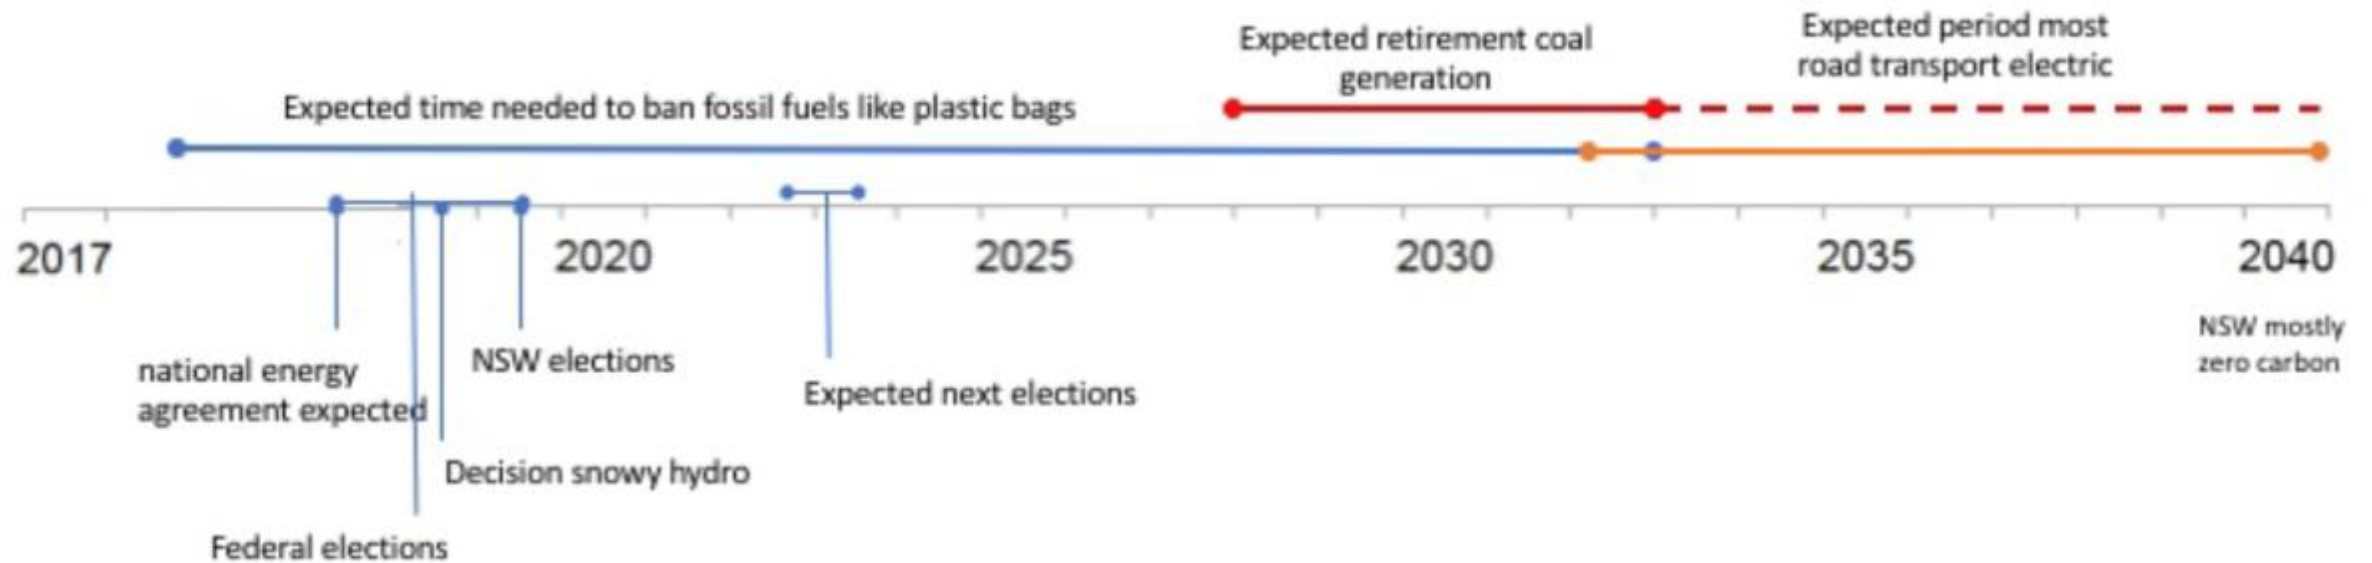 Expected retirement coal
generation
Expected period most
road transport electric
Expected time needed to ban fossil fuels like plastic bags
2017 2020 2025 2030 2035 2040
national energy
agreement expected
NSW elections
Expected next elections
NSW mostly
zero carbon
Decision snowy hydro
Federal elections